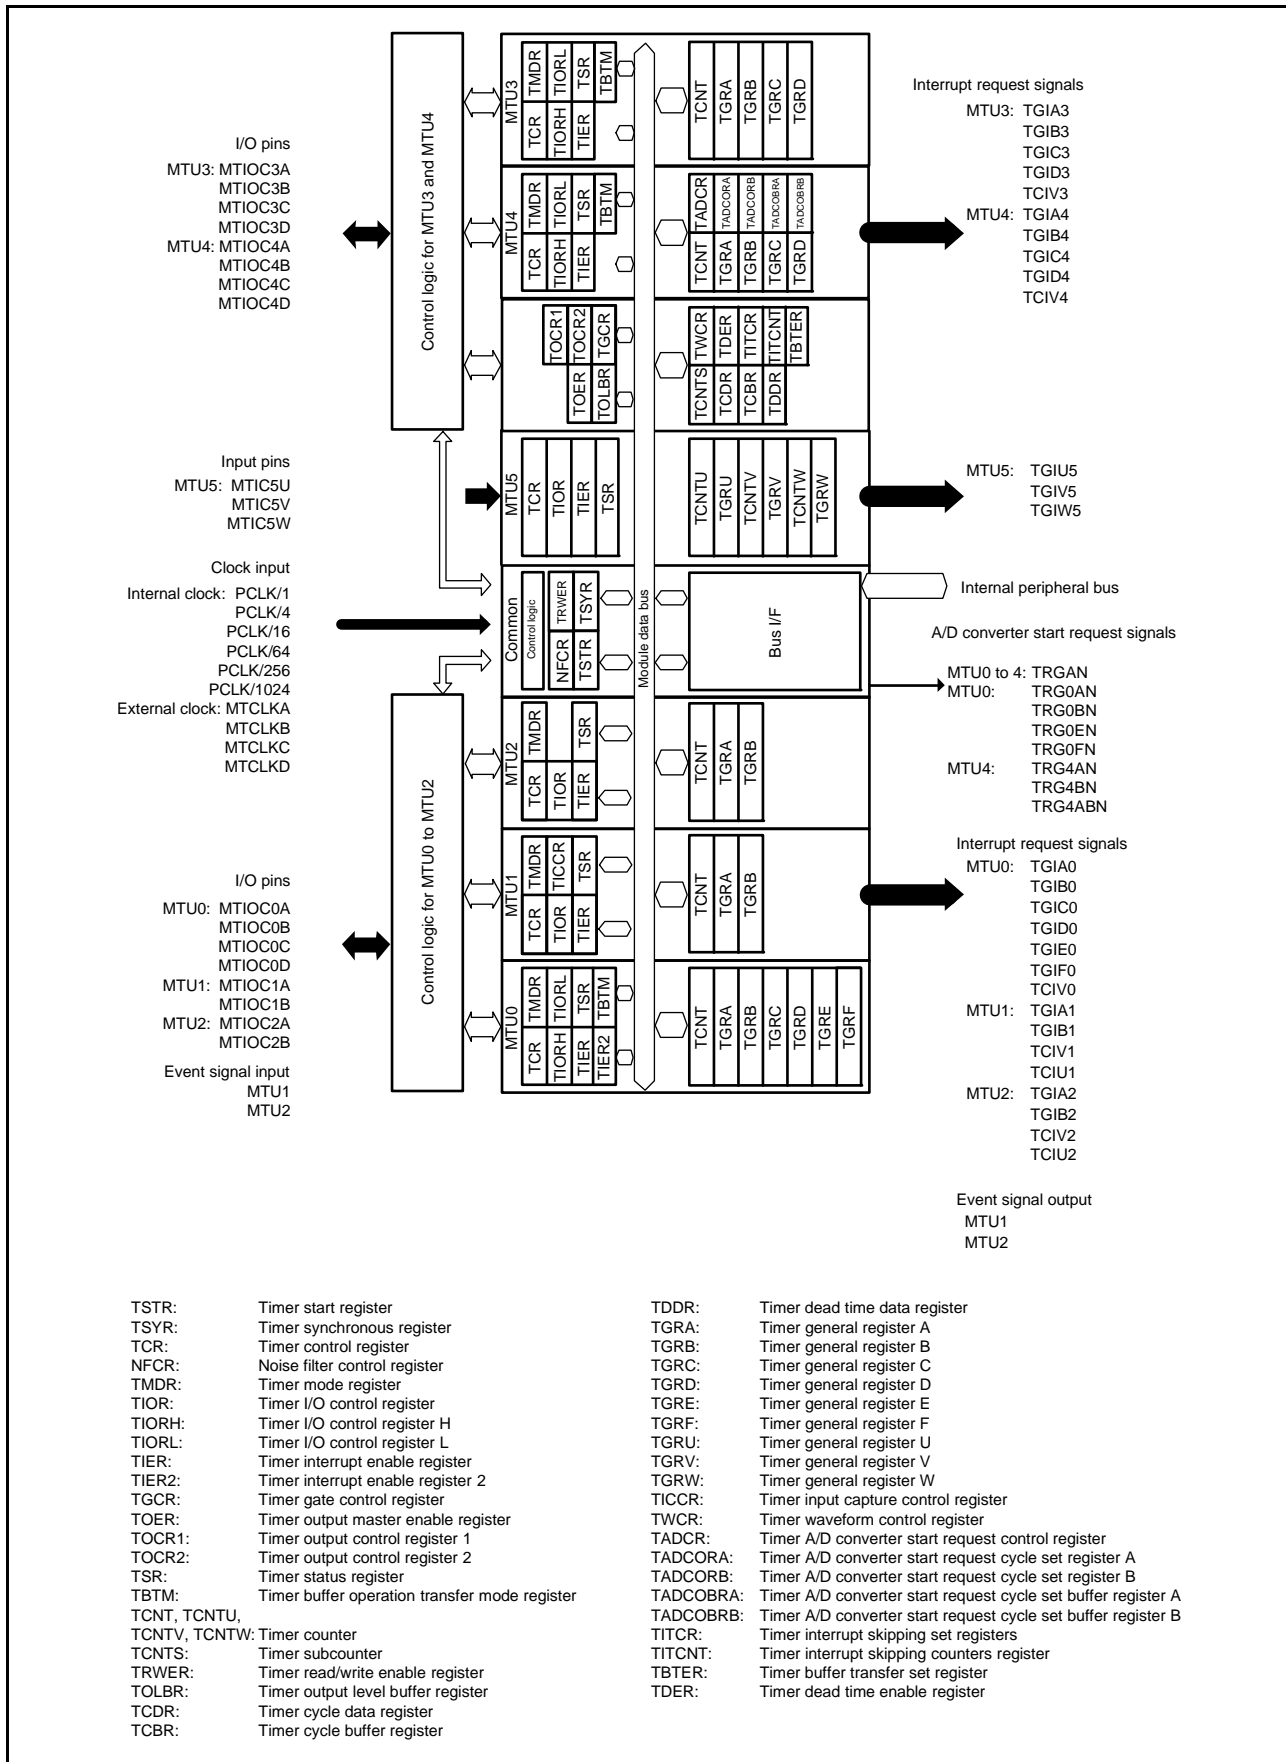 I/O pins
MTU3: MTIOC3A
MTIOC3B
MTIOC3C
MTIOC3D
MTU4: MTIOC4A
MTIOC4B
MTIOC4C
MTIOC4D
Input pins
MTU5: MTIC5U
MTIC5V
MTIC5W
Clock input
Internal clock: PCLK/1
PCLK/4
PCLK/16
PCLK/64
PCLK/256
PCLK/1024
External clock: MTCLKA
MTCLKB
MTCLKC
MTCLKD
I/O pins
MTU0: MTIOC0A
MTIOC0B
MTIOC0C
MTIOC0D
MTU1: MTIOC1A
MTIOC1B
MTU2: MTIOC2A
MTIOC2B
Event signal input
MTU1
MTU2
Control logic for MTU3 and MTU4
Control logic for MTU0 to MTU2
MTU3
TCR
TMDR
TIORH
TIORL
TIER
TSR
TBTM
TCNT
TGRA
TGRB
TGRC
TGRD
MTU4
TCR
TMDR
TIORH
TIORL
TIER
TSR
TBTM
TCNT
TADCR
TGRA
TADCORA
TGRB
TADCORB
TGRC
TADCOBRA
TGRD
TADCOBRB
TOCR1
TOER
TOCR2
TOLBR
TGCR
TCNTS
TWCR
TCDR
TDER
TCBR
TITCR
TDDR
TITCNT
TBTER
MTU5
TCR
TIOR
TIER
TSR
TCNTU
TGRU
TCNTV
TGRV
TCNTW
TGRW
Common
Control logic
NFCR
TRWER
TSTR
TSYR
Module data bus
Bus I/F
MTU2
TCR
TMDR
TIOR
TIER
TSR
TCNT
TGRA
TGRB
MTU1
TCR
TMDR
TIOR
TICCR
TIER
TSR
TCNT
TGRA
TGRB
MTU0
TCR
TMDR
TIORH
TIORL
TIER
TSR
TIER2
TBTM
TCNT
TGRA
TGRB
TGRC
TGRD
TGRE
TGRF
Interrupt request signals
MTU3: TGIA3
TGIB3
TGIC3
TGID3
TCIV3
MTU4: TGIA4
TGIB4
TGIC4
TGID4
TCIV4
MTU5: TGIU5
TGIV5
TGIW5
Internal peripheral bus
A/D converter start request signals
MTU0 to 4: TRGAN
MTU0: TRG0AN
TRG0BN
TRG0EN
TRG0FN
MTU4: TRG4AN
TRG4BN
TRG4ABN
Interrupt request signals
MTU0: TGIA0
TGIB0
TGIC0
TGID0
TGIE0
TGIF0
TCIV0
MTU1: TGIA1
TGIB1
TCIV1
TCIU1
MTU2: TGIA2
TGIB2
TCIV2
TCIU2
Event signal output
MTU1
MTU2
TSTR: Timer start register
TSYR: Timer synchronous register
TCR: Timer control register
NFCR: Noise filter control register
TMDR: Timer mode register
TIOR: Timer I/O control register
TIORH: Timer I/O control register H
TIORL: Timer I/O control register L
TIER: Timer interrupt enable register
TIER2: Timer interrupt enable register 2
TGCR: Timer gate control register
TOER: Timer output master enable register
TOCR1: Timer output control register 1
TOCR2: Timer output control register 2
TSR: Timer status register
TBTM: Timer buffer operation transfer mode register
TCNT, TCNTU,
TCNTV, TCNTW: Timer counter
TCNTS: Timer subcounter
TRWER: Timer read/write enable register
TOLBR: Timer output level buffer register
TCDR: Timer cycle data register
TCBR: Timer cycle buffer register
TDDR: Timer dead time data register
TGRA: Timer general register A
TGRB: Timer general register B
TGRC: Timer general register C
TGRD: Timer general register D
TGRE: Timer general register E
TGRF: Timer general register F
TGRU: Timer general register U
TGRV: Timer general register V
TGRW: Timer general register W
TICCR: Timer input capture control register
TWCR: Timer waveform control register
TADCR: Timer A/D converter start request control register
TADCORA: Timer A/D converter start request cycle set register A
TADCORB: Timer A/D converter start request cycle set register B
TADCOBRA: Timer A/D converter start request cycle set buffer register A
TADCOBRB: Timer A/D converter start request cycle set buffer register B
TITCR: Timer interrupt skipping set registers
TITCNT: Timer interrupt skipping counters register
TBTER: Timer buffer transfer set register
TDER: Timer dead time enable register